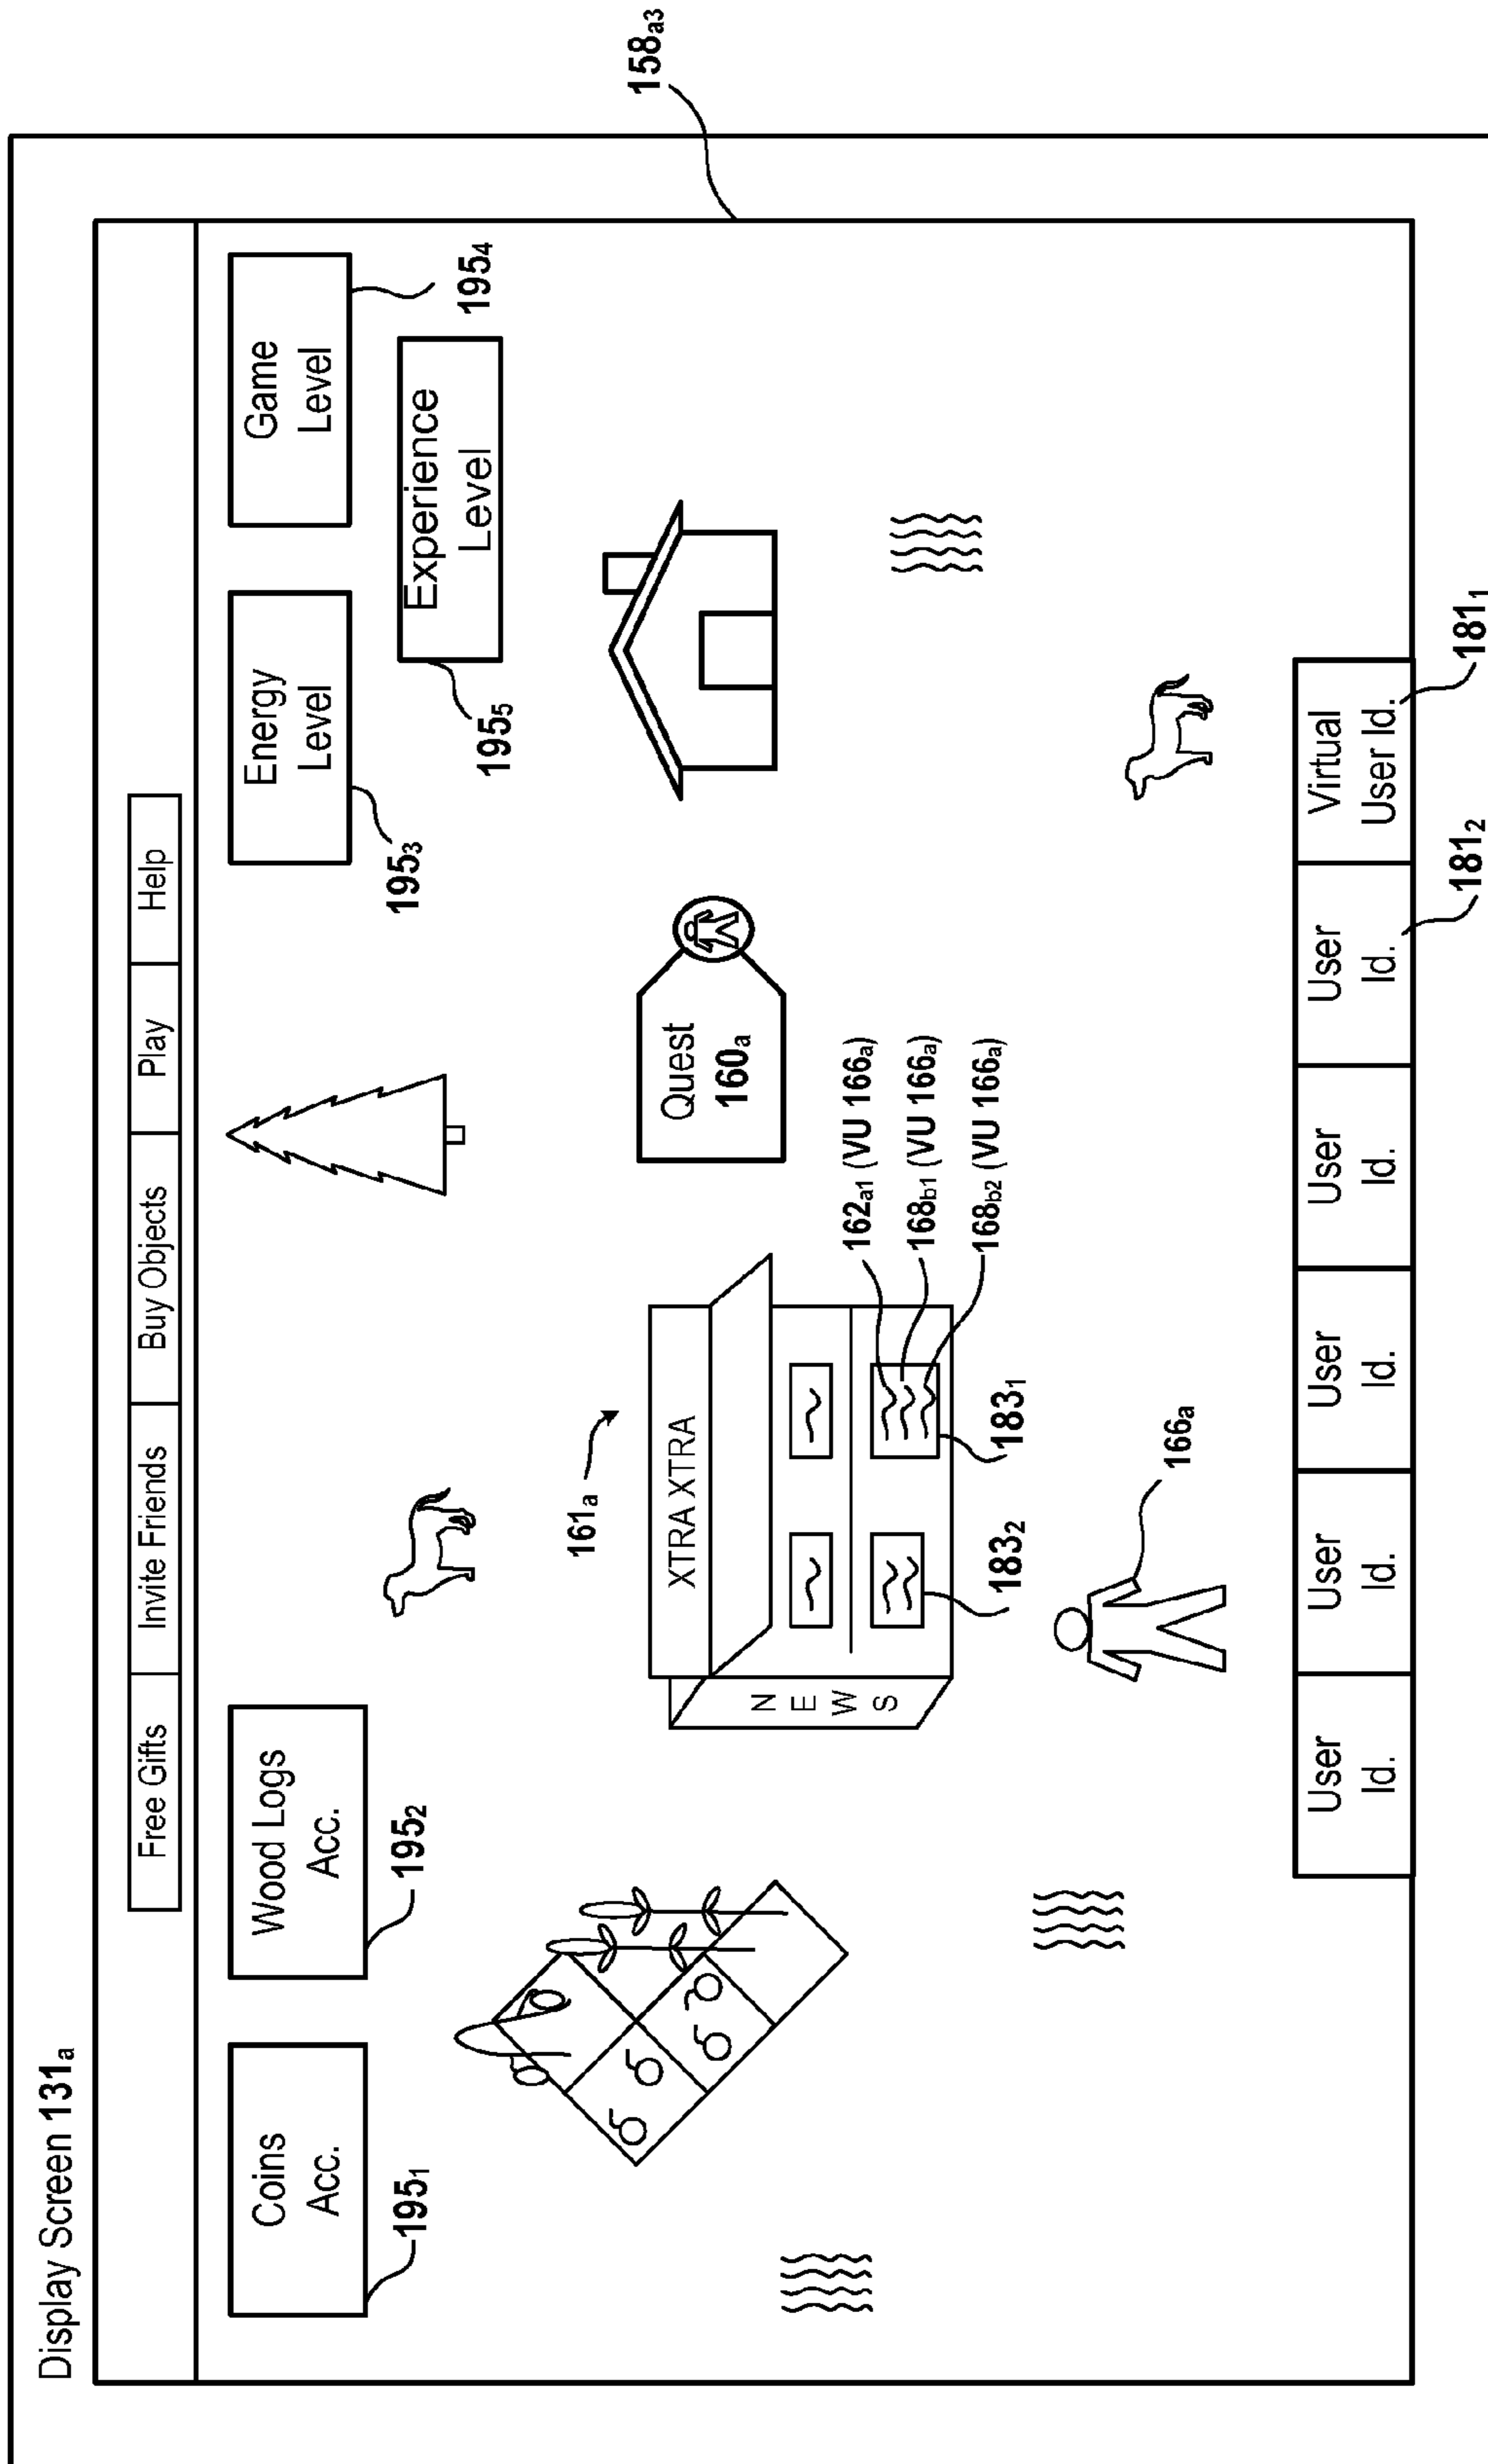 Display Screen 131a
Free Gifts
Invite Friends
Buy Objects
Play
Help
Coins
Acc.
195₁
Wood Logs
Acc.
195₂
Energy
Level
195₃
Game
Level
195₄
Experience
Level
195₅
158a3
161a
XTRA XTRA
NEWS
Quest
160a
162a1 (VU 166a)
168b1 (VU 166a)
168b2 (VU 166a)
183₂
183₁
166a
User
Id.
User
Id.
User
Id.
User
Id.
User
Id.
Virtual
User Id.
181₂
181₁